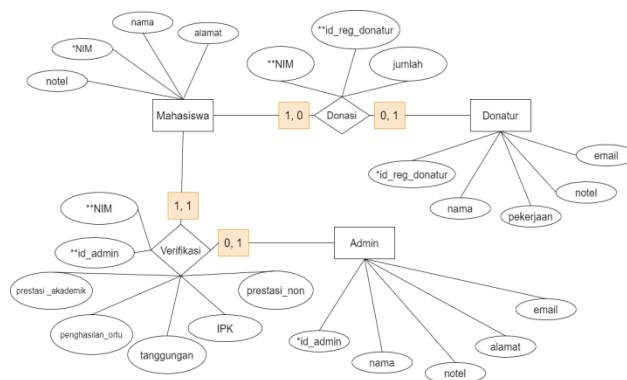 nama
alamat
*NIM
notel
Mahasiswa
**id_reg_donatur
**NIM
jumlah
1, 0
Donasi
0, 1
Donatur
email
*id_reg_donatur
notel
nama
pekerjaan
1, 1
**NIM
**id_admin
Verifikasi
0, 1
Admin
prestasi _akademik
prestasi_non
penghasilan_ortu
IPK
tanggungan
email
*id_admin
alamat
nama
notel